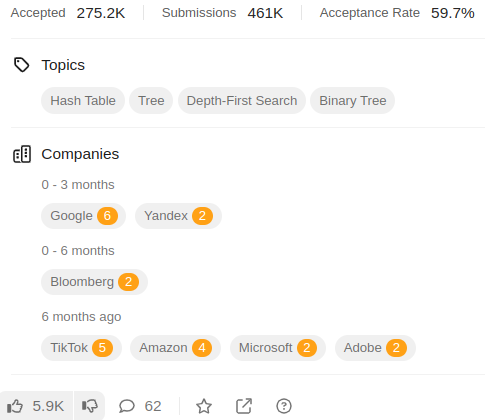 Accepted 275.2K Submissions 461K Acceptance Rate 59.7%
Topics
Hash Table Tree Depth-First Search Binary Tree
Companies
0 - 3 months
Google 6 Yandex 2
0 - 6 months
Bloomberg 2
6 months ago
TikTok 5 Amazon 4 Microsoft 2 Adobe 2
5.9K 62